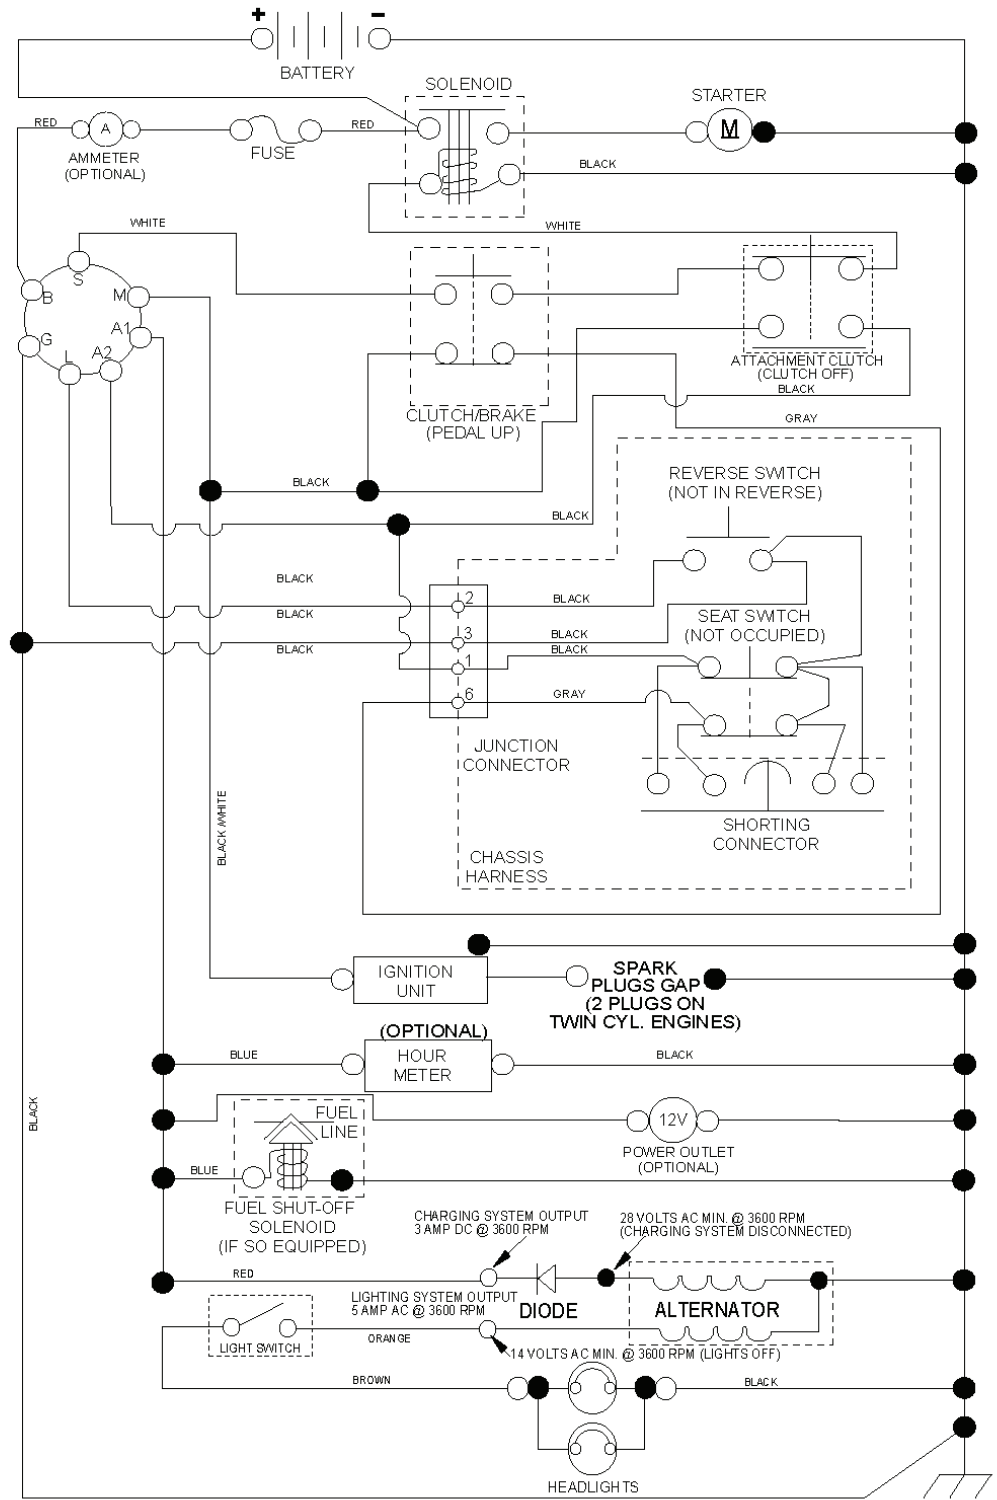 + -
BATTERY
SOLENOID
STARTER
RED
A
RED
M
AMMETER
(OPTIONAL)
FUSE
BLACK
WHITE
WHITE
S
B
M
G
A1
L
A2
ATTACHMENT CLUTCH
(CLUTCH OFF)
BLACK
CLUTCH/BRAKE
(PEDAL UP)
GRAY
REVERSE SWITCH
(NOT IN REVERSE)
BLACK
BLACK
BLACK
2
BLACK
BLACK
SEAT SWITCH
(NOT OCCUPIED)
3
BLACK
BLACK
BLACK
1
6
GRAY
JUNCTION
CONNECTOR
BLACK/WHITE
SHORTING
CONNECTOR
CHASSIS
HARNESS
IGNITION
UNIT
SPARK
PLUGS GAP
(2 PLUGS ON
TWIN CYL. ENGINES)
(OPTIONAL)
BLUE
HOUR
METER
BLACK
BLACK
FUEL
LINE
12V
POWER OUTLET
(OPTIONAL)
BLUE
FUEL SHUT-OFF
SOLENOID
(IF SO EQUIPPED)
CHARGING SYSTEM OUTPUT
3 AMP DC @ 3600 RPM
28 VOLTS AC MIN. @ 3600 RPM
(CHARGING SYSTEM DISCONNECTED)
RED
LIGHTING SYSTEM OUTPUT
5 AMP AC @ 3600 RPM
DIODE
ALTERNATOR
ORANGE
LIGHT SWITCH
14 VOLTS AC MIN. @ 3600 RPM (LIGHTS OFF)
BROWN
BLACK
HEADLIGHTS